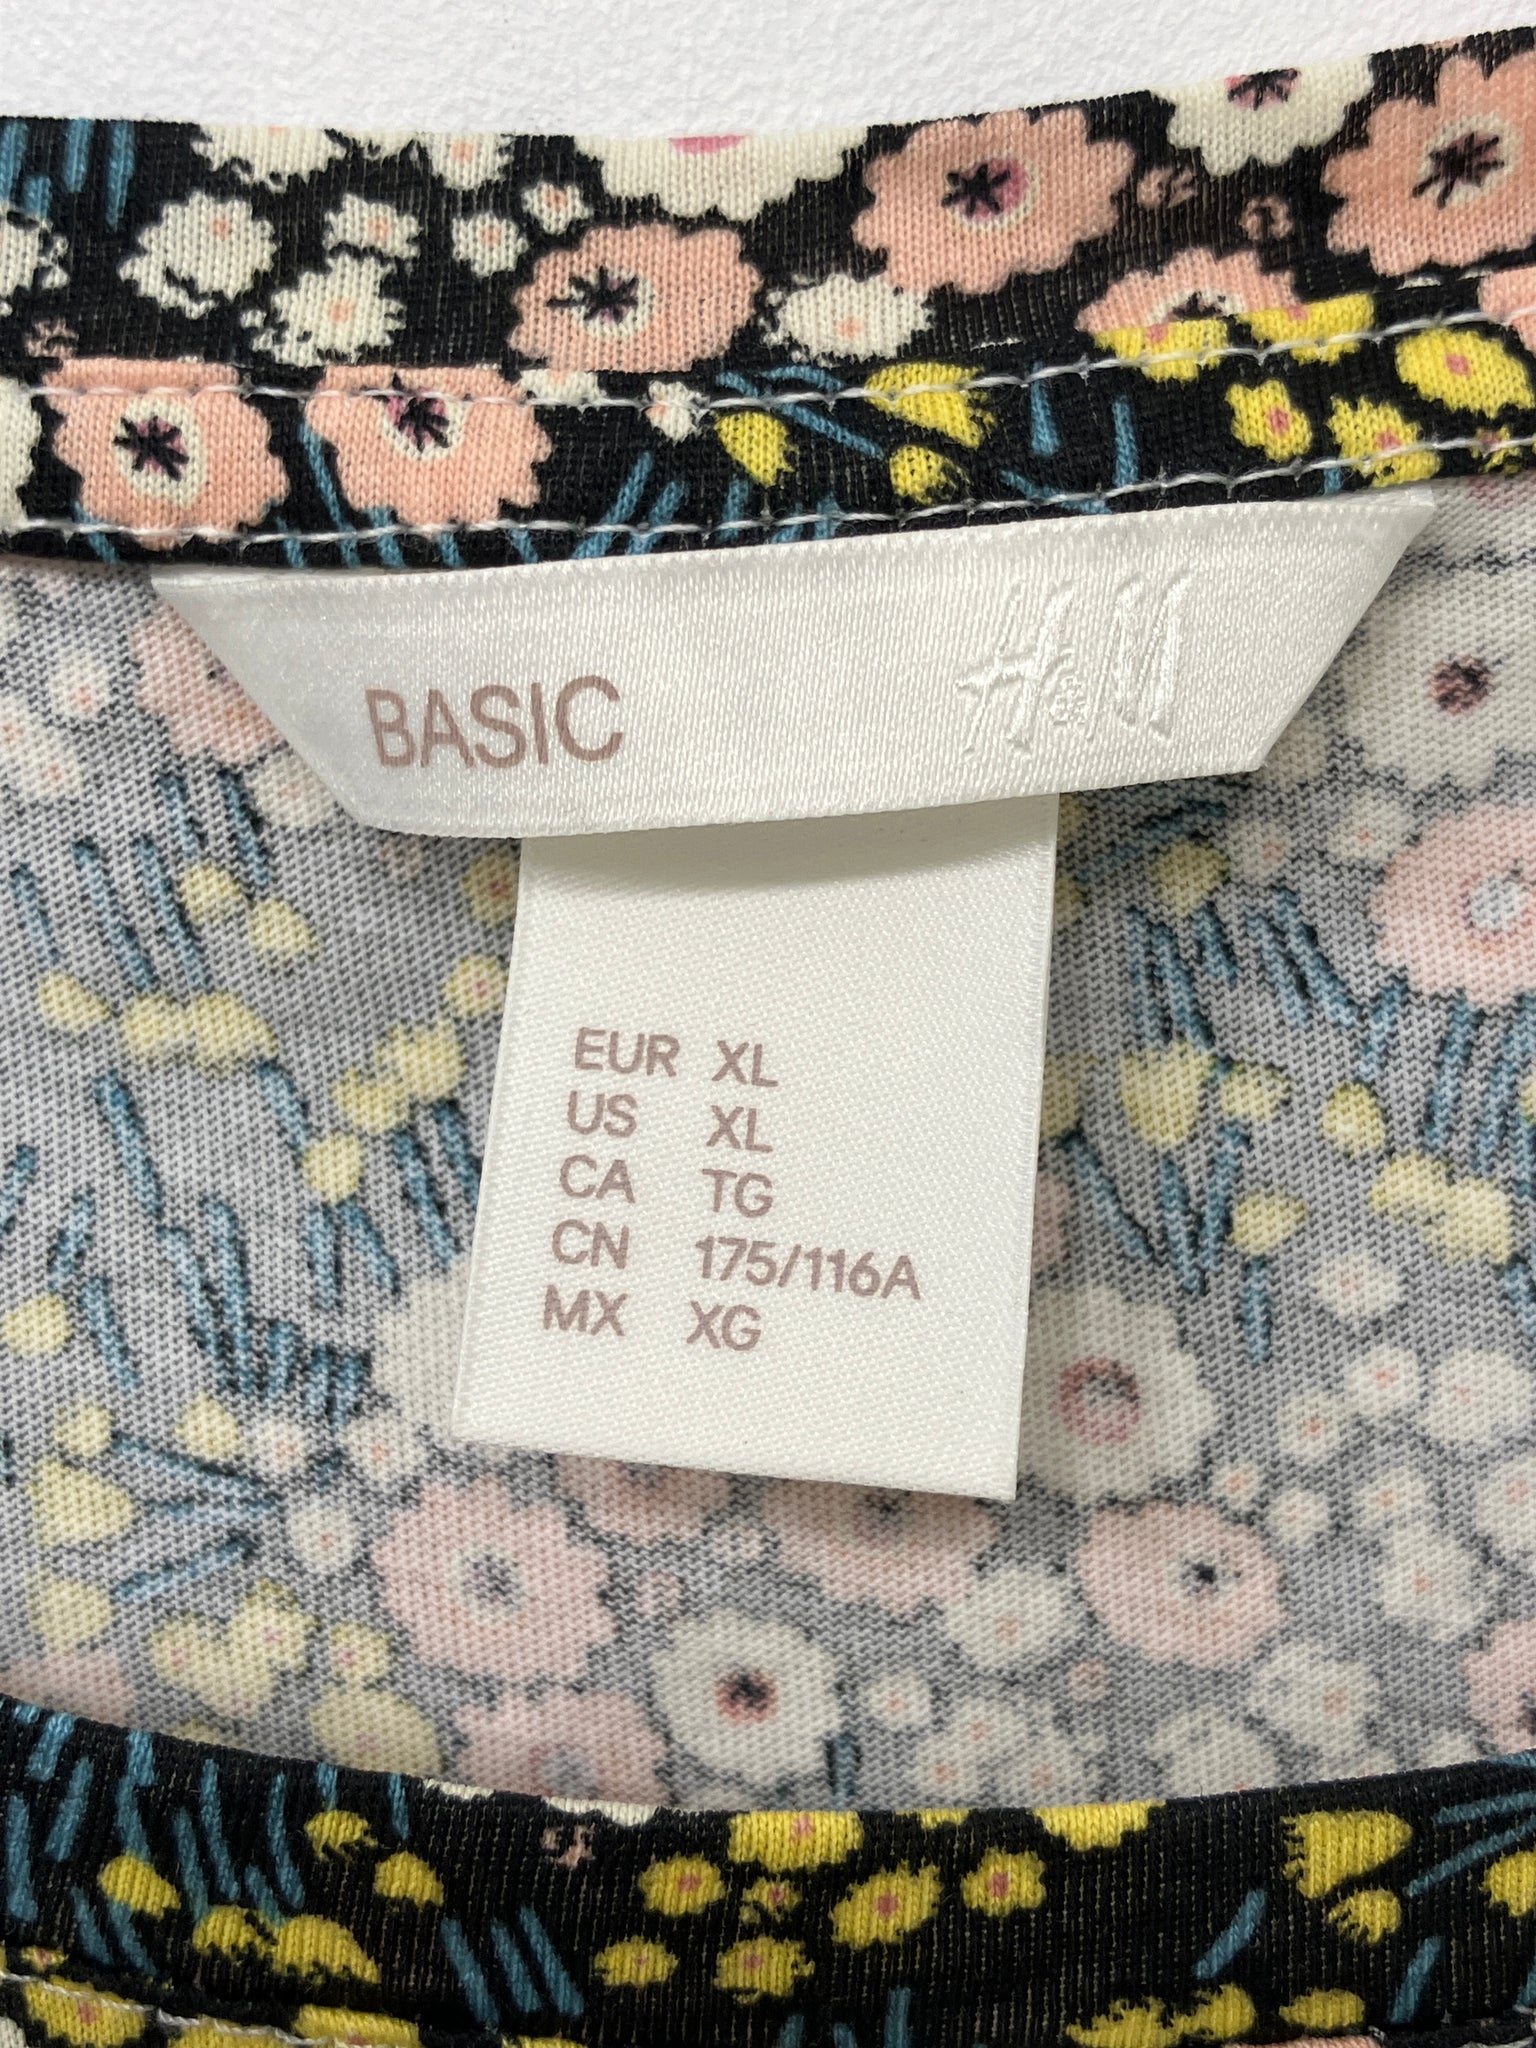 BASIC H&M
EUR XL
US XL
CA TG
CN 175/116A
MX XG